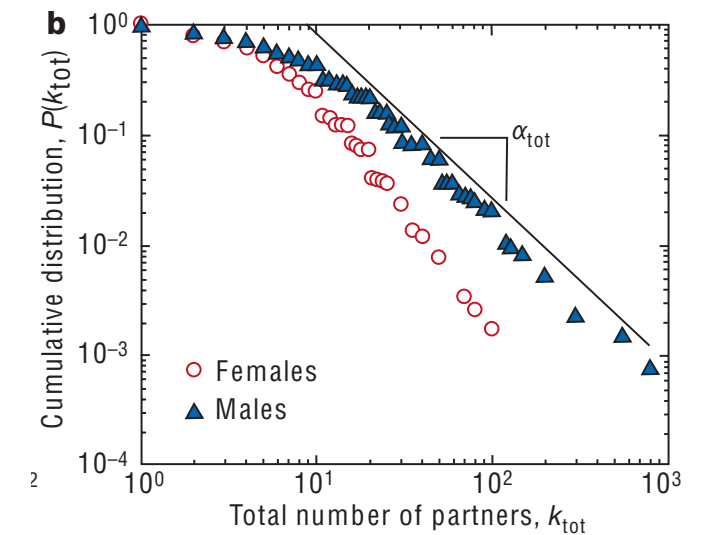 b
Cumulative distribution, P(k_tot)
10^0
10^−1
10^−2
10^−3
10^−4
α_tot
Females
Males
2
10^0 10^1 10^2 10^3
Total number of partners, k_tot